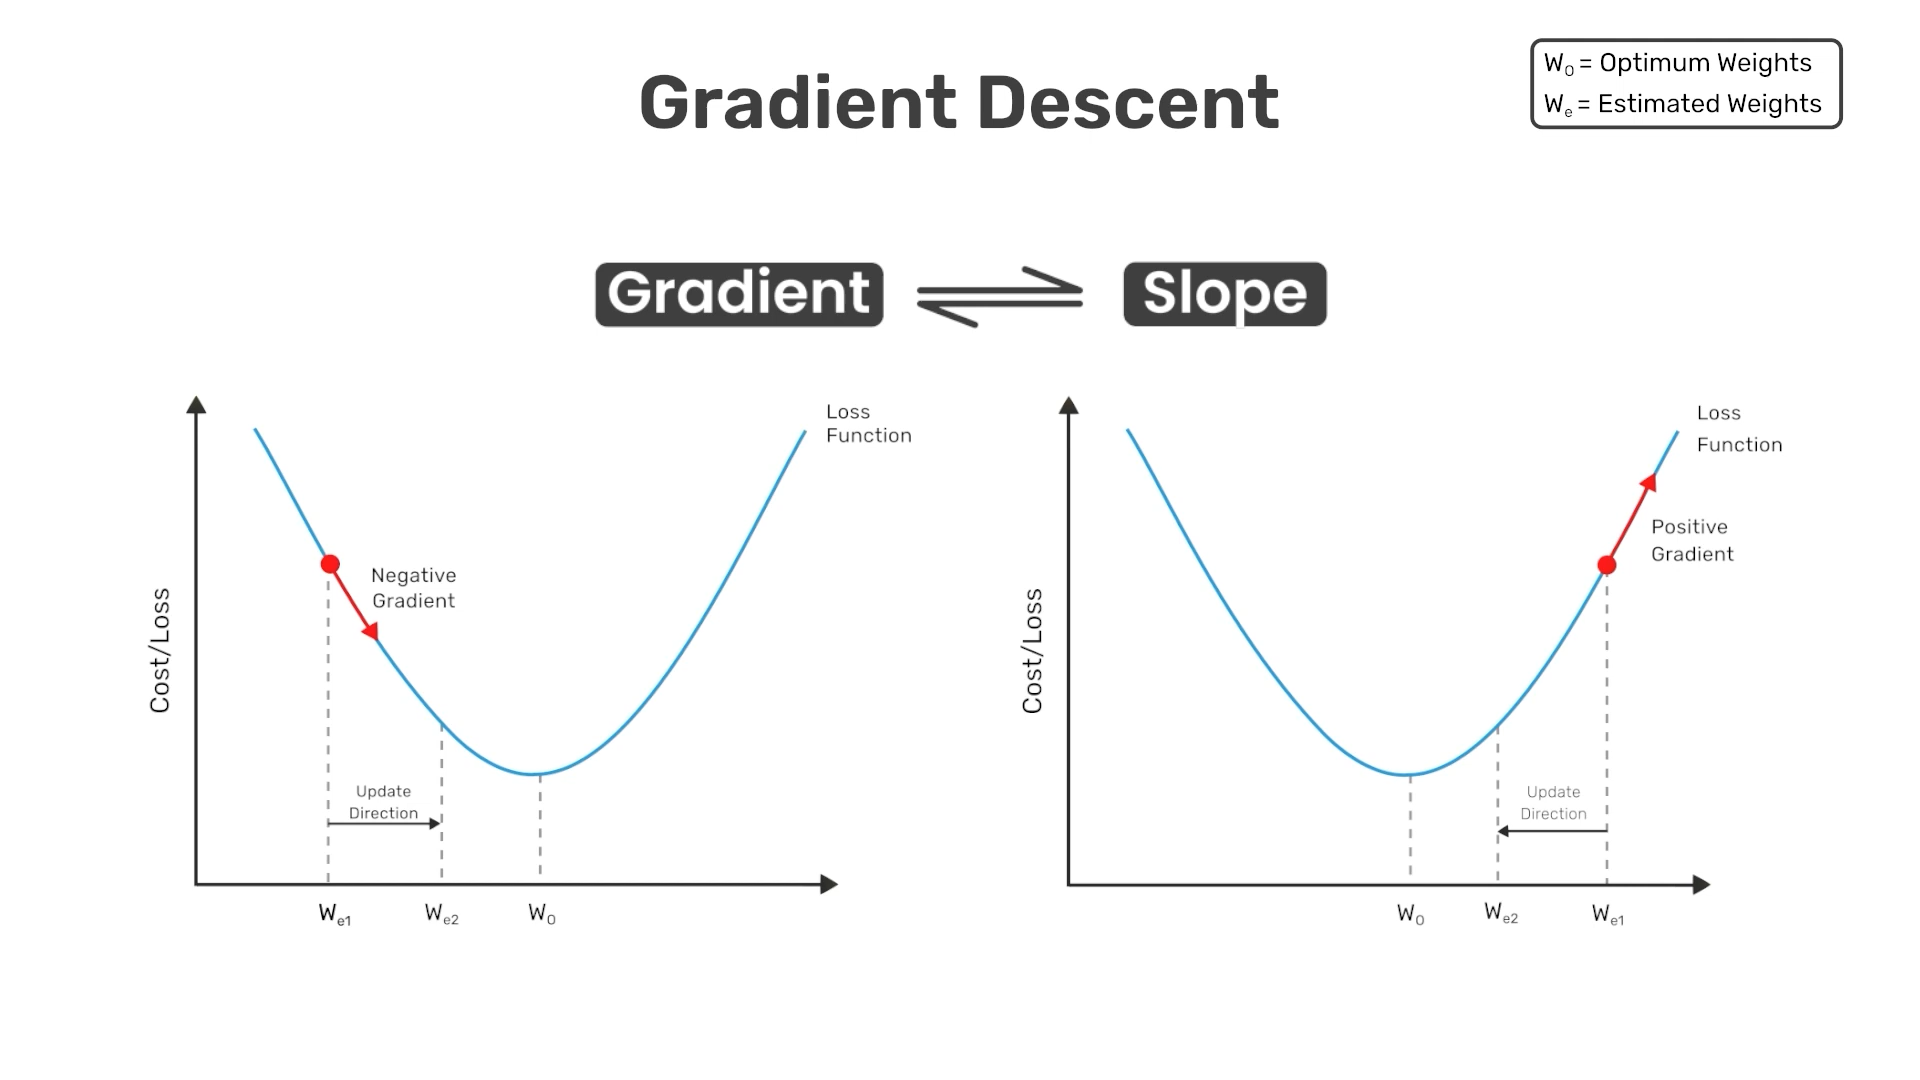 Gradient Descent
W₀ = Optimum Weights
Wₑ = Estimated Weights
Gradient
Slope
Loss
Function
Negative
Gradient
Cost/Loss
Update
Direction
Wₑ₁
Wₑ₂
W₀
Loss
Function
Positive
Gradient
Cost/Loss
Update
Direction
W₀
Wₑ₂
Wₑ₁